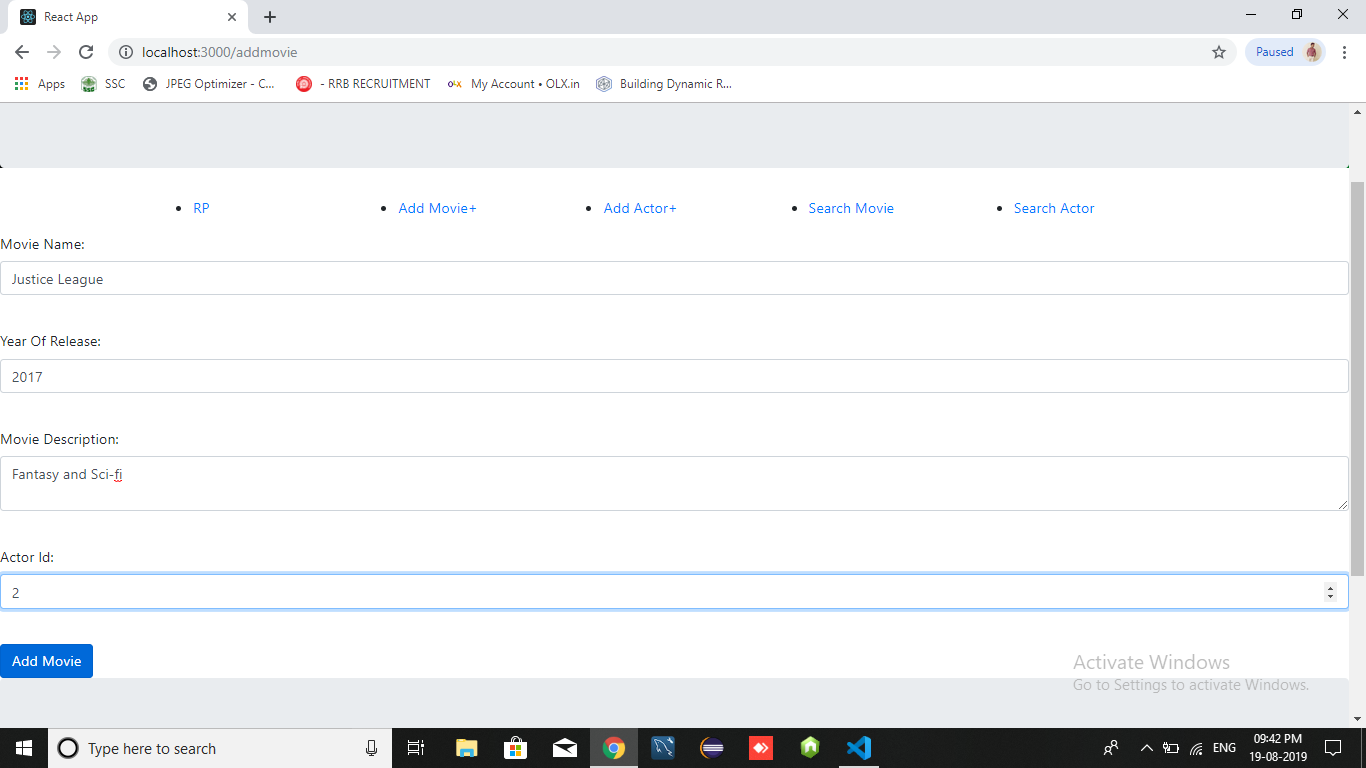 React App
localhost:3000/addmovie
Paused
Apps SSC JPEG Optimizer - C... - RRB RECRUITMENT OLX My Account • OLX.in Building Dynamic R...
• RP • Add Movie+ • Add Actor+ • Search Movie • Search Actor
Movie Name:
Justice League
Year Of Release:
2017
Movie Description:
Fantasy and Sci-fi
Actor Id:
2
Add Movie
Activate Windows
Go to Settings to activate Windows.
Type here to search
ENG
09:42 PM
19-08-2019